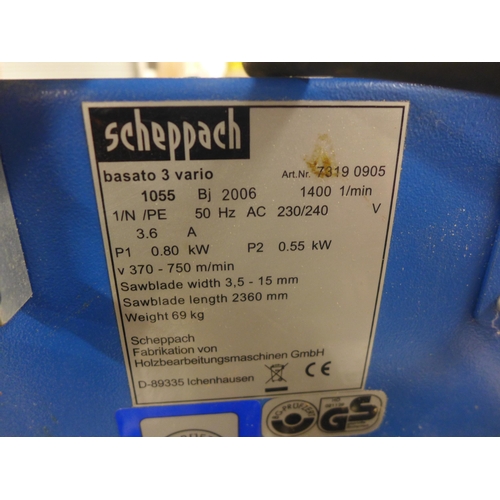 scheppach
basato 3 vario Art.Nr. 7319 0905
1055 Bj 2006 1400 1/min
1/N /PE 50 Hz AC 230/240 V
3.6 A
P1 0.80 kW P2 0.55 kW
v 370 - 750 m/min
Sawblade width 3,5 - 15 mm
Sawblade length 2360 mm
Weight 69 kg
Scheppach
Fabrikation von
Holzbearbeitungsmaschinen GmbH
D-89335 Ichenhausen CE
GS